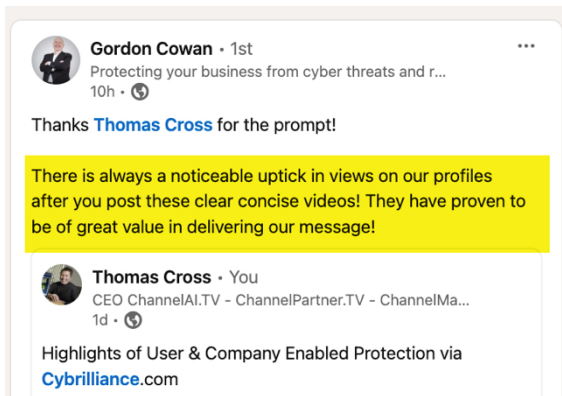 Gordon Cowan • 1st
Protecting your business from cyber threats and r...
10h •
Thanks Thomas Cross for the prompt!
There is always a noticeable uptick in views on our profiles
after you post these clear concise videos! They have proven to
be of great value in delivering our message!
Thomas Cross • You
CEO ChannelAI.TV - ChannelPartner.TV - ChannelMa...
1d •
Highlights of User & Company Enabled Protection via
Cybrilliance.com